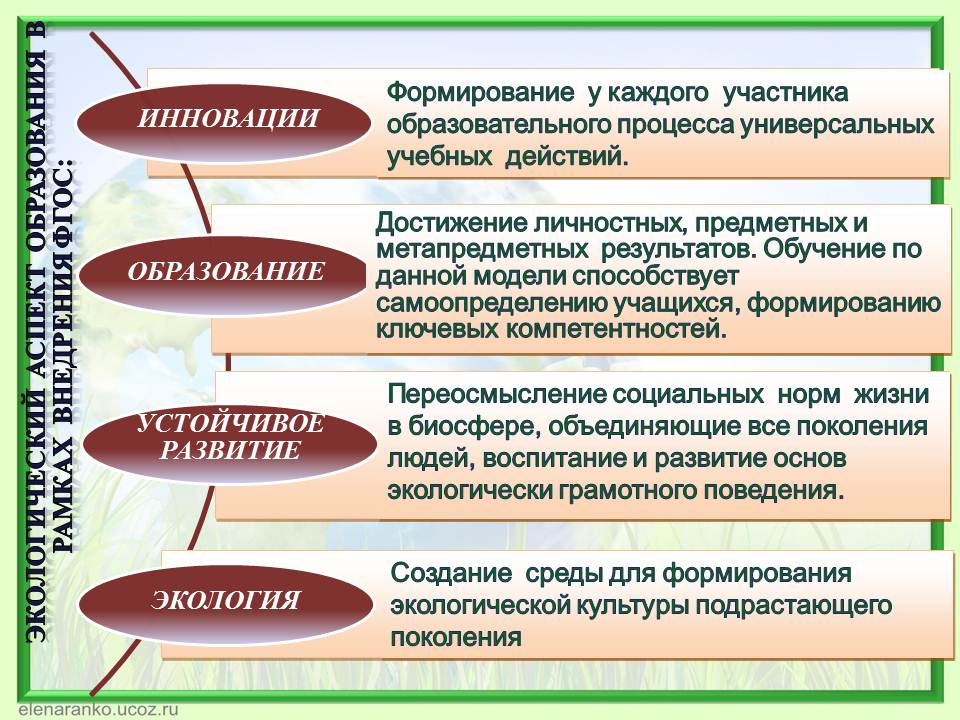 ЭКОЛОГИЧЕСКИЙ АСПЕКТ ОБРАЗОВАНИЯ В
РАМКАХ ВНЕДРЕНИЯ ФГОС:
ИННОВАЦИИ
Формирование у каждого участника
образовательного процесса универсальных
учебных действий.
ОБРАЗОВАНИЕ
Достижение личностных, предметных и
метапредметных результатов. Обучение по
данной модели способствует
самоопределению учащихся, формированию
ключевых компетентностей.
УСТОЙЧИВОЕ
РАЗВИТИЕ
Переосмысление социальных норм жизни
в биосфере, объединяющие все поколения
людей, воспитание и развитие основ
экологически грамотного поведения.
ЭКОЛОГИЯ
Создание среды для формирования
экологической культуры подрастающего
поколения
elenaranko.ucoz.ru